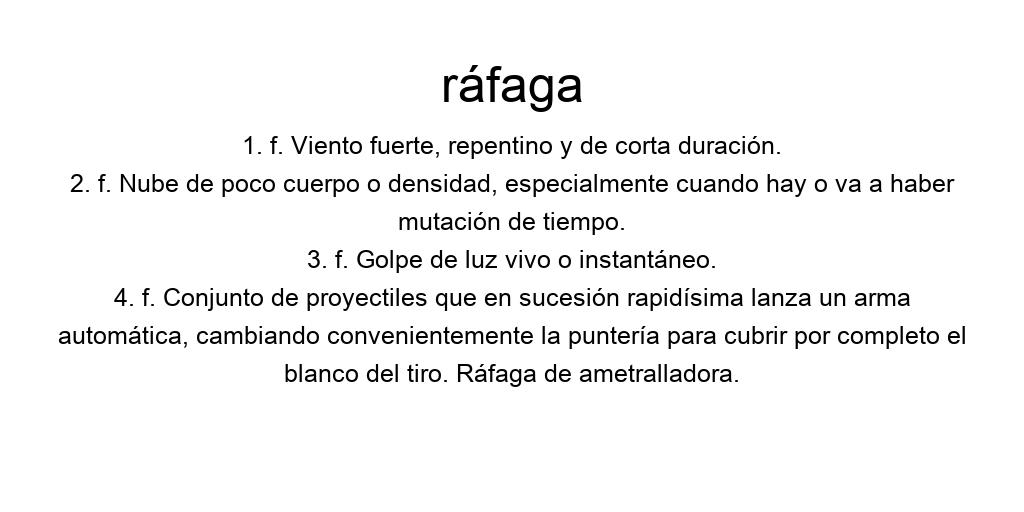 ráfaga
1. f. Viento fuerte, repentino y de corta duración.
2. f. Nube de poco cuerpo o densidad, especialmente cuando hay o va a haber
mutación de tiempo.
3. f. Golpe de luz vivo o instantáneo.
4. f. Conjunto de proyectiles que en sucesión rapidísima lanza un arma
automática, cambiando convenientemente la puntería para cubrir por completo el
blanco del tiro. Ráfaga de ametralladora.